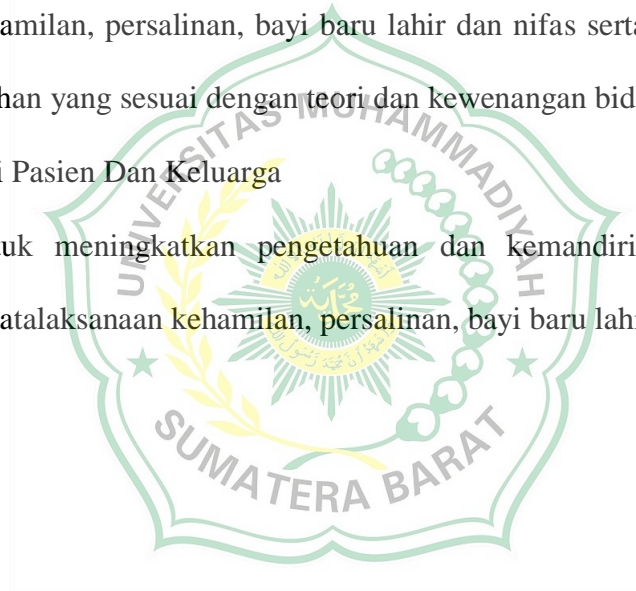 amilan, persalinan, bayi baru lahir dan nifas serta
han yang sesuai dengan teori dan kewenangan bid
i Pasien Dan Keluarga
uk meningkatkan pengetahuan dan kemandiri
atalaksanaan kehamilan, persalinan, bayi baru lahi
UNIVERSITAS MUHAMMADIYAH
SUMATERA BARAT